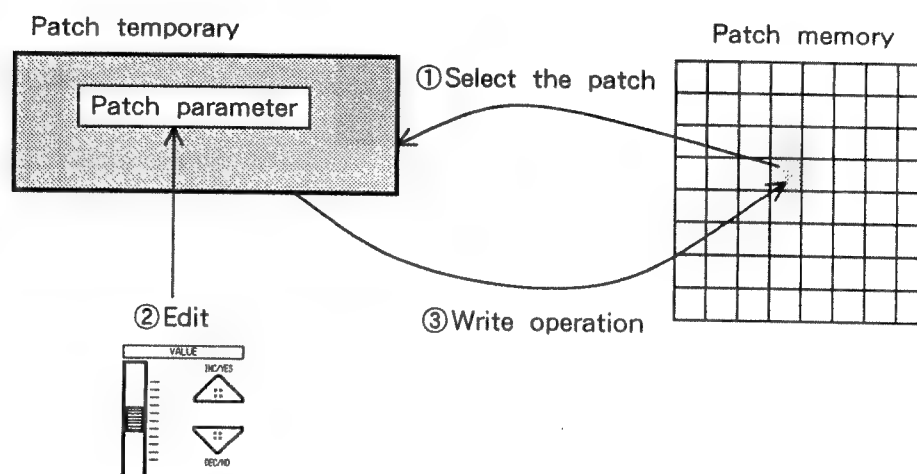 Patch temporary
Patch memory
①Select the patch
Patch parameter
②Edit
③Write operation
VALUE
INC/YES
DEC/NO